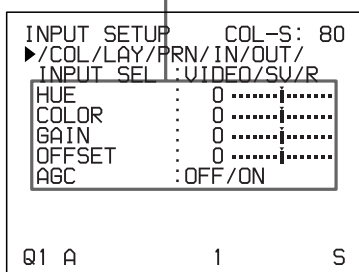 INPUT SETUP COL-S: 80
▶/COL/LAY/PRN/IN/OUT/
INPUT SEL :VIDEO/SV/R
HUE : 0
COLOR : 0
GAIN : 0
OFFSET : 0
AGC :OFF/ON
Q1 A 1 S